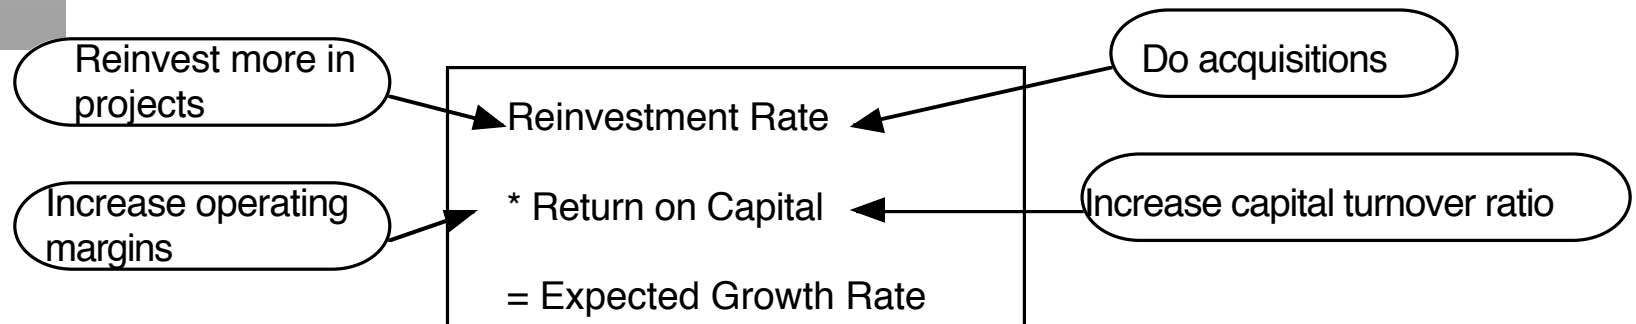 Reinvest more in
projects
Do acquisitions
Reinvestment Rate
Increase operating
margins
* Return on Capital
Increase capital turnover ratio
= Expected Growth Rate